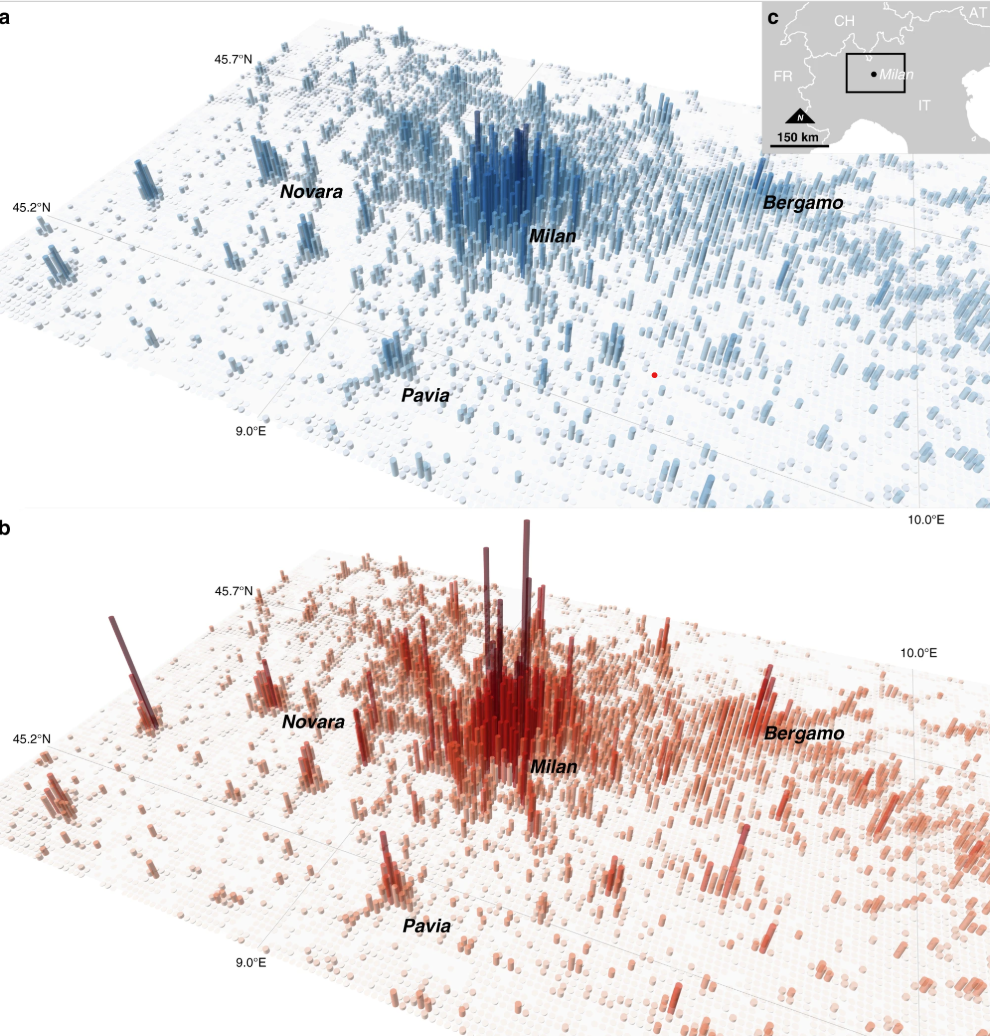 a
c
CH
AT
45.7°N
FR
Milan
IT
N
150 km
Novara
45.2°N
Bergamo
Milan
Pavia
9.0°E
10.0°E
b
45.7°N
10.0°E
Novara
45.2°N
Bergamo
Milan
Pavia
9.0°E